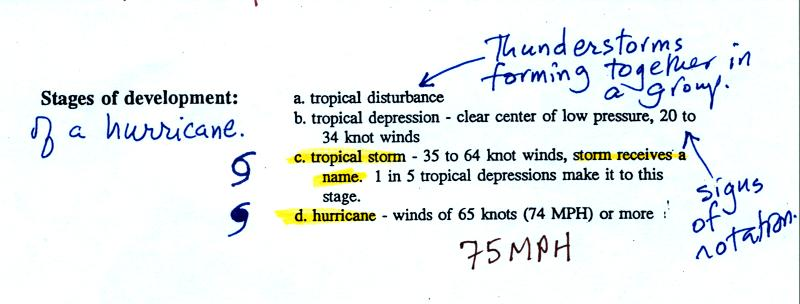 Thunderstorms
forming together in
a group.
Stages of development:
of a hurricane.
a. tropical disturbance
b. tropical depression - clear center of low pressure, 20 to
34 knot winds
c. tropical storm - 35 to 64 knot winds, storm receives a
name. 1 in 5 tropical depressions make it to this
stage.
d. hurricane - winds of 65 knots (74 MPH) or more
75 MPH
signs
of
rotation.